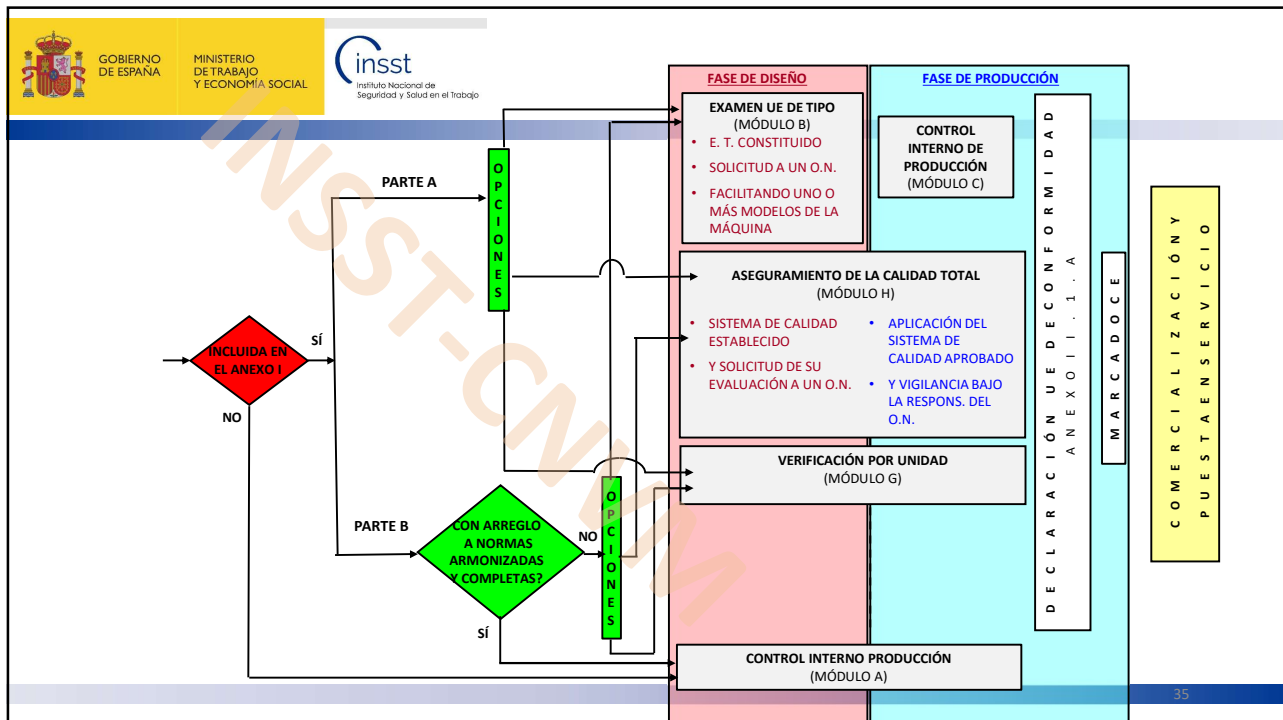 GOBIERNO
DE ESPAÑA
MINISTERIO
DE TRABAJO
Y ECONOMÍA SOCIAL
insst
Instituto Nacional de
Seguridad y Salud en el Trabajo
INSST-CNVM
INCLUIDA EN
EL ANEXO I
SÍ
NO
PARTE A
OPCIONES
PARTE B
CON ARREGLO
A NORMAS
ARMONIZADAS
Y COMPLETAS?
NO
SÍ
OPCIONES
FASE DE DISEÑO
FASE DE PRODUCCIÓN
EXAMEN UE DE TIPO
(MÓDULO B)
• E. T. CONSTITUIDO
• SOLICITUD A UN O.N.
• FACILITANDO UNO O
MÁS MODELOS DE LA
MÁQUINA
CONTROL
INTERNO DE
PRODUCCIÓN
(MÓDULO C)
ASEGURAMIENTO DE LA CALIDAD TOTAL
(MÓDULO H)
• SISTEMA DE CALIDAD
ESTABLECIDO
• Y SOLICITUD DE SU
EVALUACIÓN A UN O.N.
• APLICACIÓN DEL
SISTEMA DE
CALIDAD APROBADO
• Y VIGILANCIA BAJO
LA RESPONS. DEL
O.N.
VERIFICACIÓN POR UNIDAD
(MÓDULO G)
CONTROL INTERNO PRODUCCIÓN
(MÓDULO A)
DECLARACIÓN UE DE CONFORMIDAD
ANEXO II.1.A
MARCADO CE
COMERCIALIZACIÓN Y
PUESTA EN SERVICIO
35